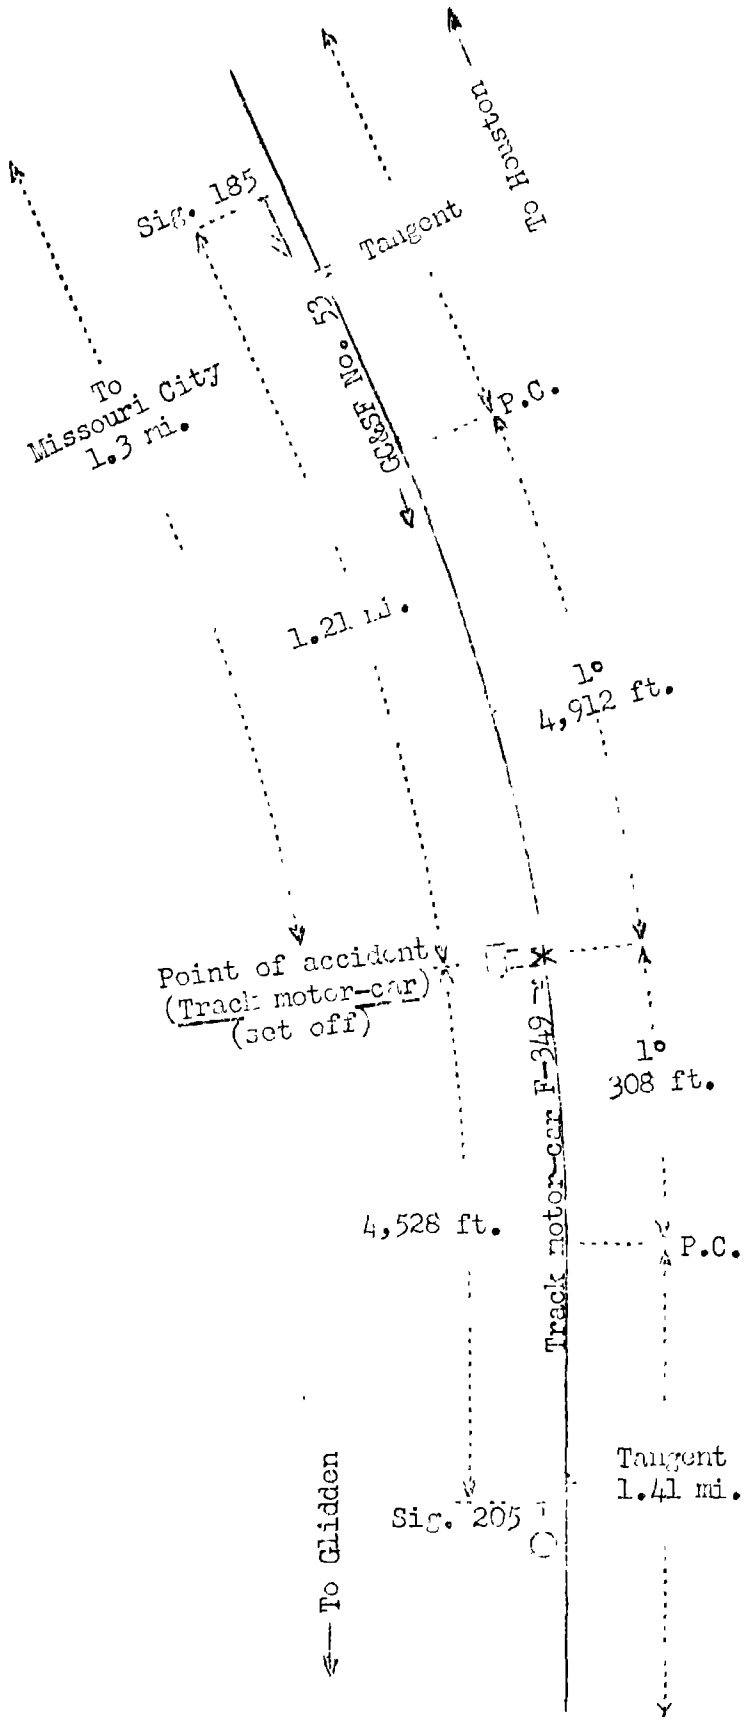 To Houston
Sig. 185
Tangent
GC&SF No. 53
P.C.
To
Missouri City
1.3 mi.
1.21 mi.
1°
4,912 ft.
Point of accident
(Track motor-car)
(set off)
Track motor-car F-349
1°
308 ft.
4,528 ft.
P.C.
Tangent
1.41 mi.
Sig. 205
To Glidden